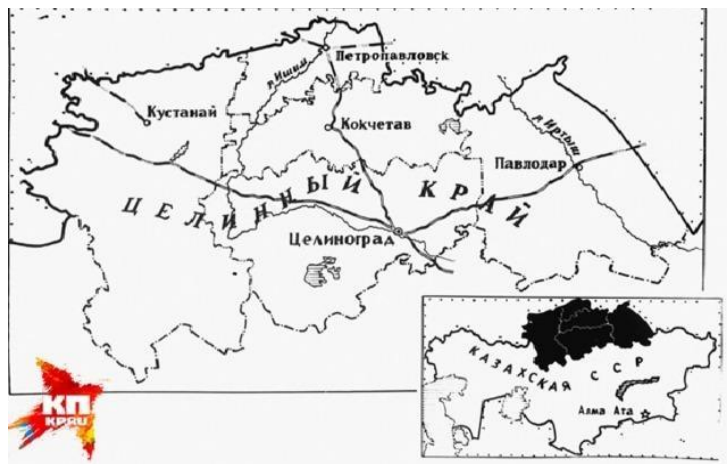 Петропавловск
р. Ишим
Кустанай
Кокчетав
р. Иртыш
Павлодар
ЦЕЛИННЫЙ КРАЙ
Целиноград
КАЗАХСКАЯ ССР
Алма Ата
КП
KP.RU